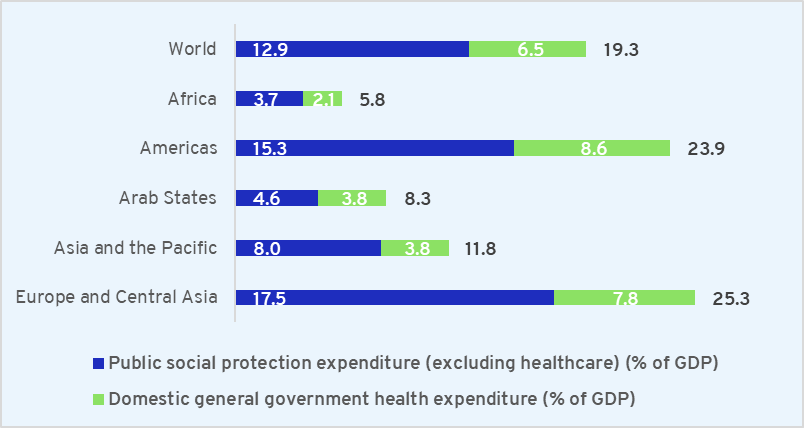 World 12.9 6.5 19.3
Africa 3.7 2.1 5.8
Americas 15.3 8.6 23.9
Arab States 4.6 3.8 8.3
Asia and the Pacific 8.0 3.8 11.8
Europe and Central Asia 17.5 7.8 25.3
Public social protection expenditure (excluding healthcare) (% of GDP)
Domestic general government health expenditure (% of GDP)